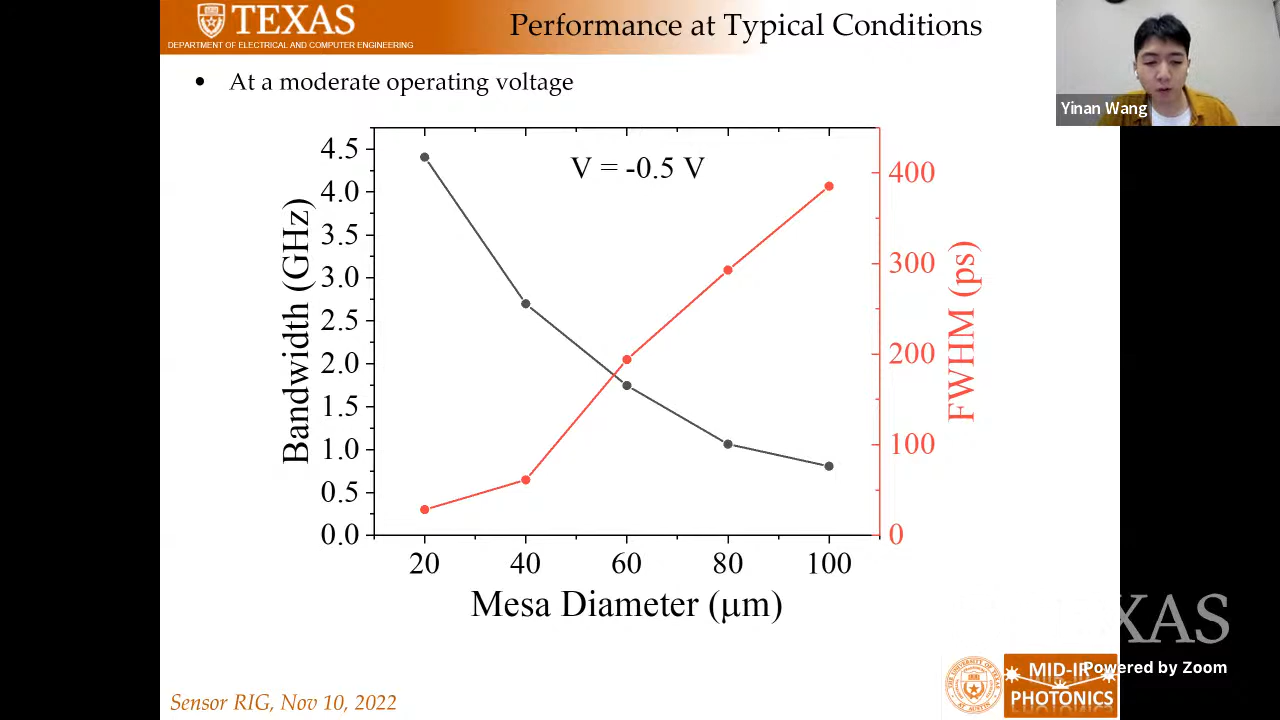 TEXAS
DEPARTMENT OF ELECTRICAL AND COMPUTER ENGINEERING
Performance at Typical Conditions
Yinan Wang
• At a moderate operating voltage
V = -0.5 V
Bandwidth (GHz)
4.5
4.0
3.5
3.0
2.5
2.0
1.5
1.0
0.5
0.0
400
300
200
100
0
FWHM (ps)
20 40 60 80 100
Mesa Diameter (μm)
XAS
Powered by Zoom
MID-IR
PHOTONICS
Sensor RIG, Nov 10, 2022